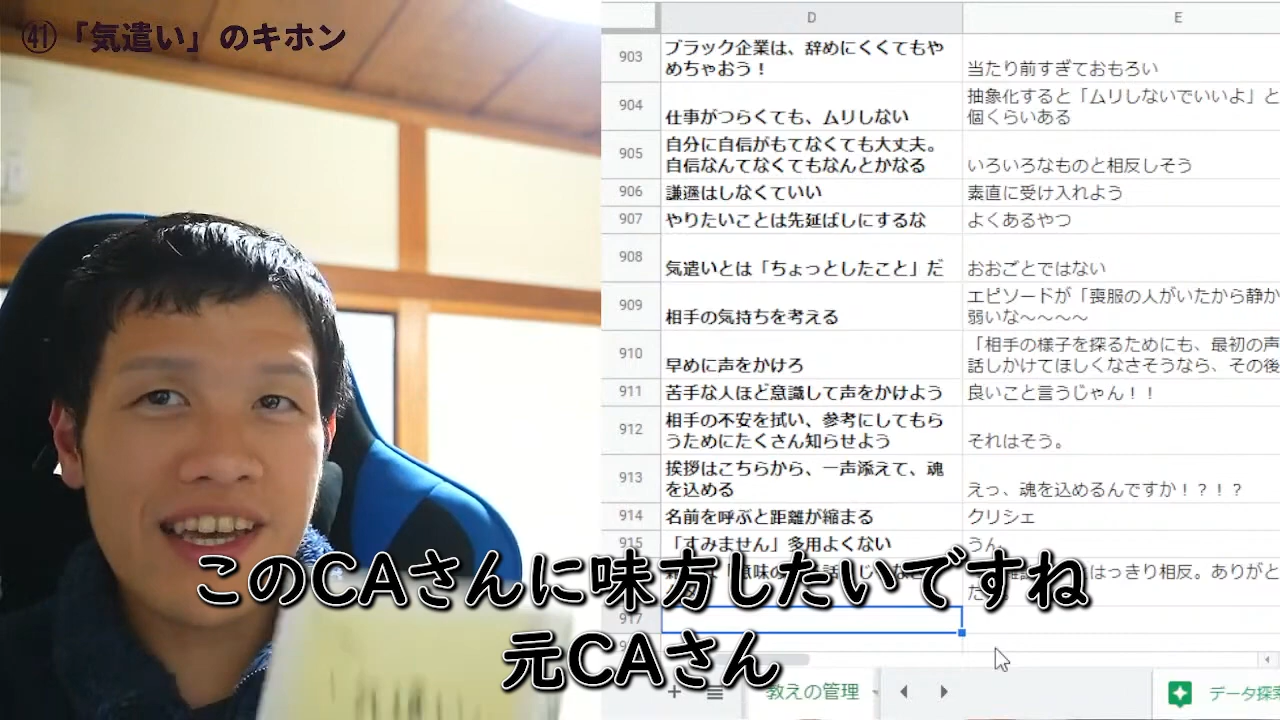 ㊶「気遣い」のキホン
D
E
903
ブラック企業は、辞めにくくてもや
めちゃおう！
当たり前すぎておもろい
904
仕事がつらくても、ムリしない
抽象化すると「ムリしないでいいよ」と
個くらいある
905
自分に自信がもてなくても大丈夫。
自信なんてなくてもなんとかなる
いろいろなものと相反しそう
906
謙遜はしなくていい
素直に受け入れよう
907
やりたいことは先延ばしにするな
よくあるやつ
908
気遣いとは「ちょっとしたこと」だ
おおごとではない
909
相手の気持ちを考える
エピソードが「喪服の人がいたから静か
弱いな〜〜〜〜
910
早めに声をかけろ
「相手の様子を探るためにも、最初の声
話しかけてほしくなさそうなら、その後
911
苦手な人ほど意識して声をかけよう
良いこと言うじゃん！！
912
相手の不安を拭い、参考にしてもら
うためにたくさん知らせよう
それはそう。
913
挨拶はこちらから、一声添えて、魂
を込める
えっ、魂を込めるんですか！？！？
914
名前を呼ぶと距離が縮まる
クリシェ
915
「すみません」多用よくない
うん。
はっきり相反。ありがと
だ
917
このCAさんに味方したいですね
元CAさん
教えの管理
データ探索